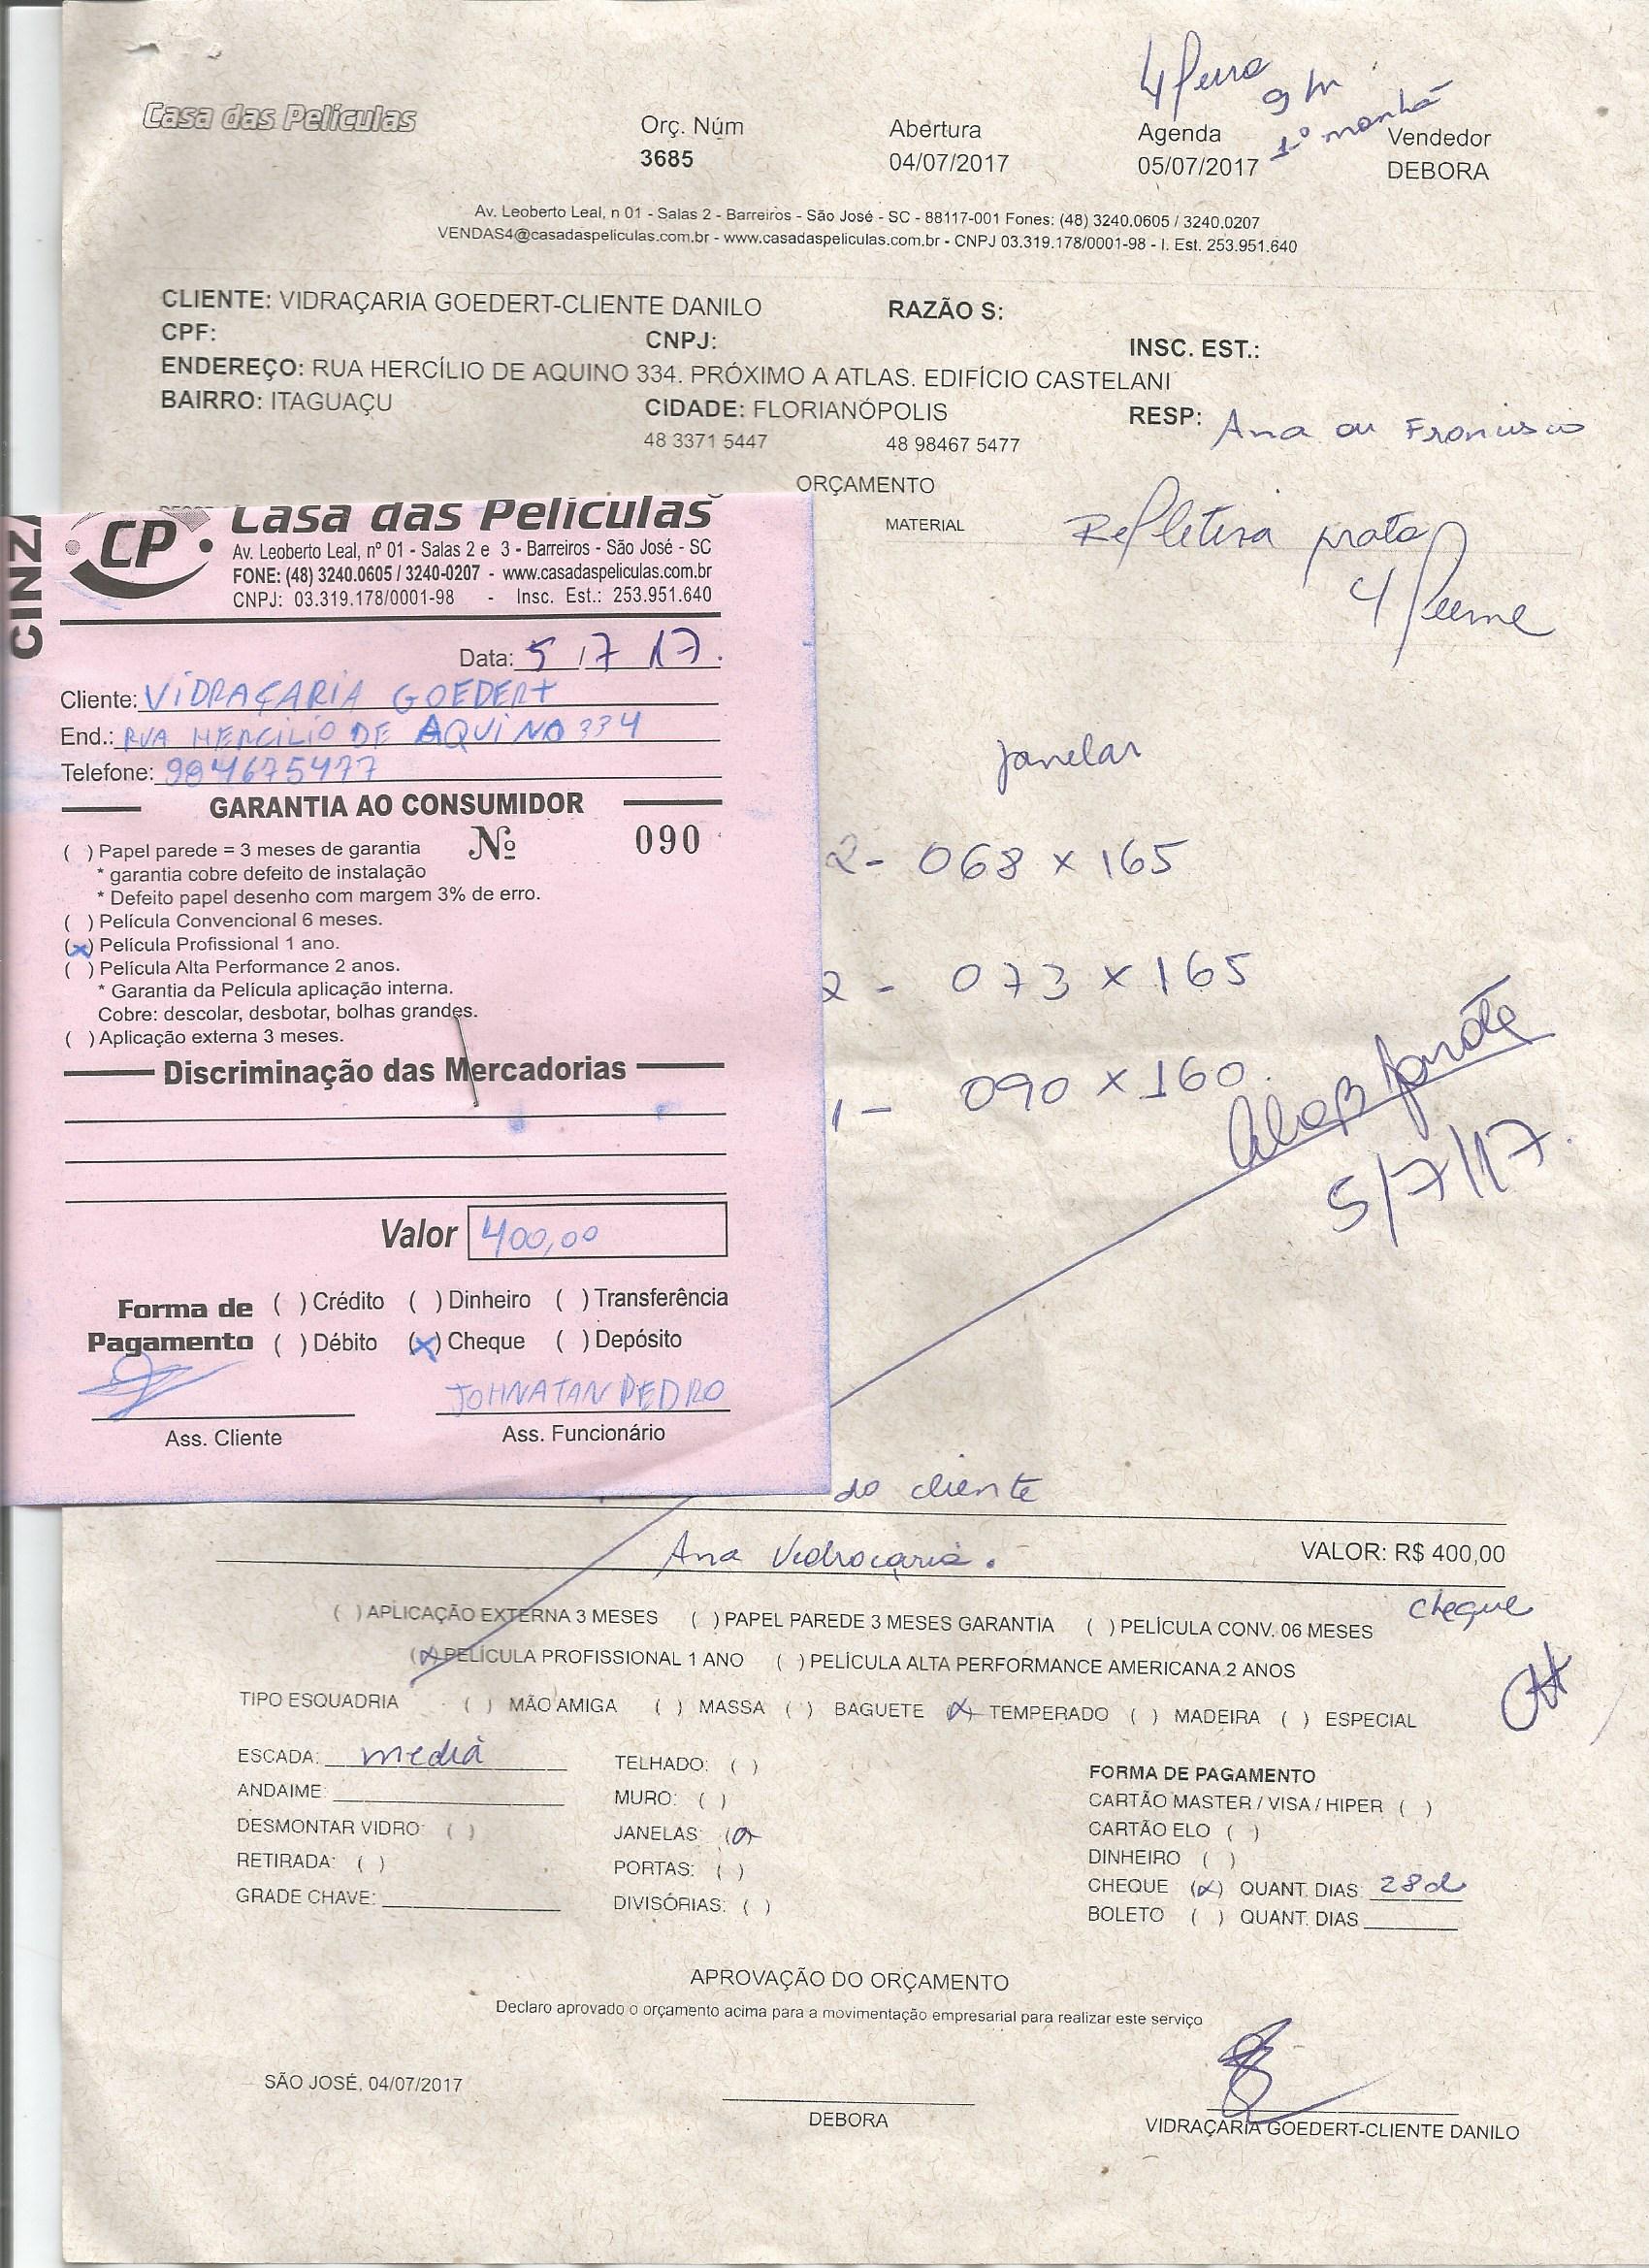 4 feira
9 hr
1º manhã
Casa das Películas
Orç. Núm Abertura Agenda Vendedor
3685 04/07/2017 05/07/2017 DEBORA
Av. Leoberto Leal, n 01 - Salas 2 - Barreiros - São José - SC - 88117-001 Fones: (48) 3240.0605 / 3240.0207
VENDAS4@casadaspeliculas.com.br - www.casadaspeliculas.com.br - CNPJ 03.319.178/0001-98 - I. Est. 253.951.640
CLIENTE: VIDRAÇARIA GOEDERT-CLIENTE DANILO RAZÃO S:
CPF: CNPJ: INSC. EST.:
ENDEREÇO: RUA HERCÍLIO DE AQUINO 334. PRÓXIMO A ATLAS. EDIFÍCIO CASTELANI
BAIRRO: ITAGUAÇU CIDADE: FLORIANÓPOLIS RESP: Ana ou Francisco
48 3371 5447 48 98467 5477
ORÇAMENTO
MATERIAL
Refletiva prata
janelas
2- 068 x 165
2 - 073 x 165
1 - 090 x 160
5/7/17
CINZ
CP
Casa das Películas
Av. Leoberto Leal, nº 01 - Salas 2 e 3 - Barreiros - São José - SC
FONE: (48) 3240.0605 / 3240-0207 - www.casadaspeliculas.com.br
CNPJ: 03.319.178/0001-98 - Insc. Est.: 253.951.640
Data: 5 / 7 / 17.
Cliente: VIDRAÇARIA GOEDERT
End.: RUA HERCILIO DE AQUINO 334
Telefone: 984675477
GARANTIA AO CONSUMIDOR
Nº 090
( ) Papel parede = 3 meses de garantia
* garantia cobre defeito de instalação
* Defeito papel desenho com margem 3% de erro.
( ) Película Convencional 6 meses.
(x) Película Profissional 1 ano.
( ) Película Alta Performance 2 anos.
* Garantia da Película aplicação interna.
Cobre: descolar, desbotar, bolhas grandes.
( ) Aplicação externa 3 meses.
Discriminação das Mercadorias
Valor 400,00
Forma de ( ) Crédito ( ) Dinheiro ( ) Transferência
Pagamento ( ) Débito (x) Cheque ( ) Depósito
JOHNATAN PEDRO
Ass. Cliente Ass. Funcionário
do cliente
Ana Vidraçaria. VALOR: R$ 400,00
cheque
( ) APLICAÇÃO EXTERNA 3 MESES ( ) PAPEL PAREDE 3 MESES GARANTIA ( ) PELÍCULA CONV. 06 MESES
(x) PELÍCULA PROFISSIONAL 1 ANO ( ) PELÍCULA ALTA PERFORMANCE AMERICANA 2 ANOS
TIPO ESQUADRIA ( ) MÃO AMIGA ( ) MASSA ( ) BAGUETE (x) TEMPERADO ( ) MADEIRA ( ) ESPECIAL
ESCADA: media TELHADO: ( ) FORMA DE PAGAMENTO
ANDAIME: MURO: ( ) CARTÃO MASTER / VISA / HIPER ( )
DESMONTAR VIDRO: ( ) JANELAS: (x) CARTÃO ELO ( )
RETIRADA: ( ) PORTAS: ( ) DINHEIRO ( )
GRADE CHAVE: DIVISÓRIAS: ( ) CHEQUE (x) QUANT. DIAS: 28d
BOLETO ( ) QUANT. DIAS
APROVAÇÃO DO ORÇAMENTO
Declaro aprovado o orçamento acima para a movimentação empresarial para realizar este serviço
SÃO JOSÉ, 04/07/2017
DEBORA VIDRAÇARIA GOEDERT-CLIENTE DANILO